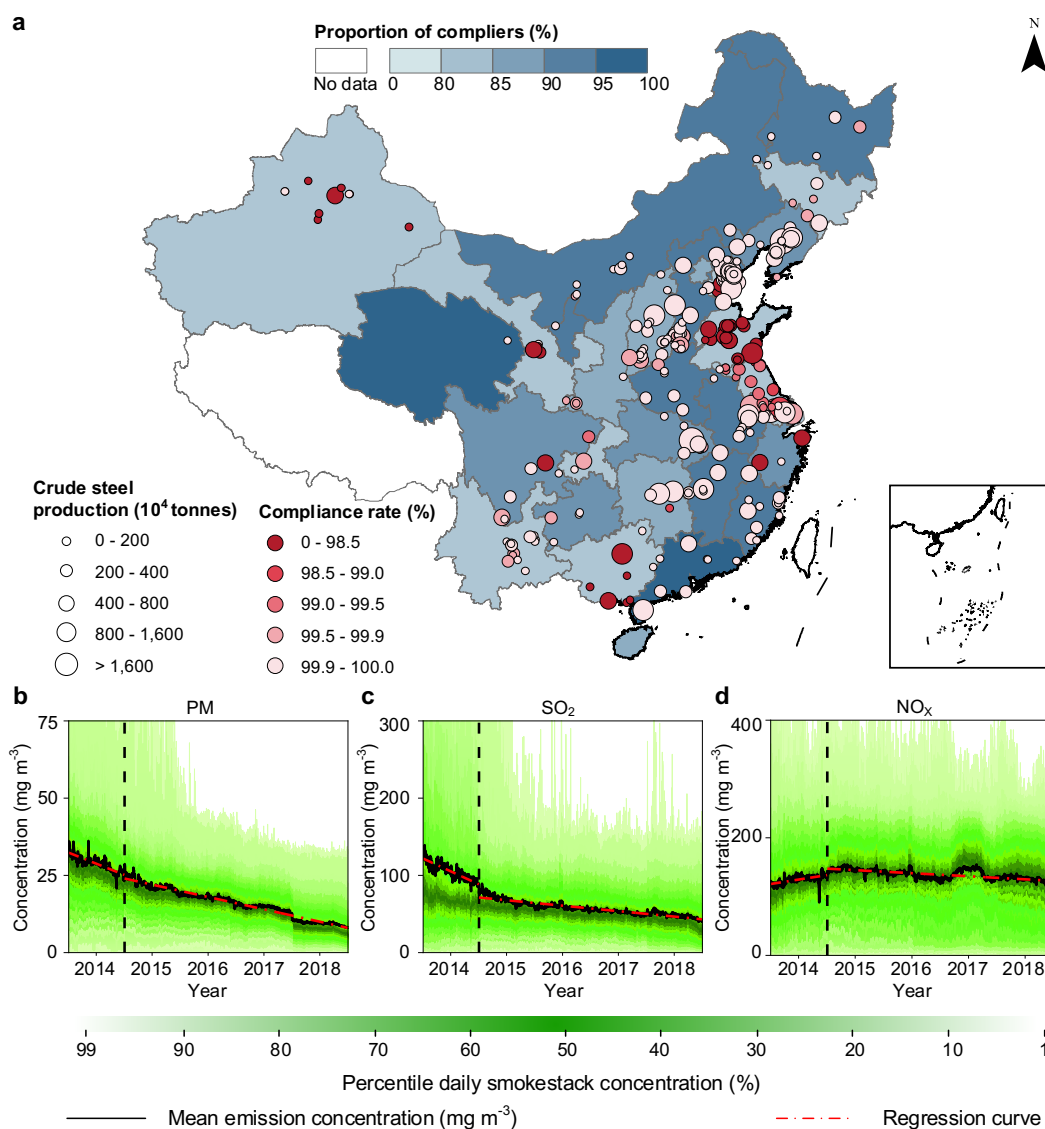 a
N
Proportion of compliers (%)
No data 0 80 85 90 95 100
Crude steel
production (10⁴ tonnes)
0 - 200
200 - 400
400 - 800
800 - 1,600
> 1,600
Compliance rate (%)
0 - 98.5
98.5 - 99.0
99.0 - 99.5
99.5 - 99.9
99.9 - 100.0
b
PM
Concentration (mg m⁻³)
75
50
25
0
2014 2015 2016 2017 2018
Year
c
SO₂
Concentration (mg m⁻³)
300
200
100
0
2014 2015 2016 2017 2018
Year
d
NOₓ
Concentration (mg m⁻³)
400
200
0
2014 2015 2016 2017 2018
Year
99 90 80 70 60 50 40 30 20 10 1
Percentile daily smokestack concentration (%)
Mean emission concentration (mg m⁻³)
Regression curve